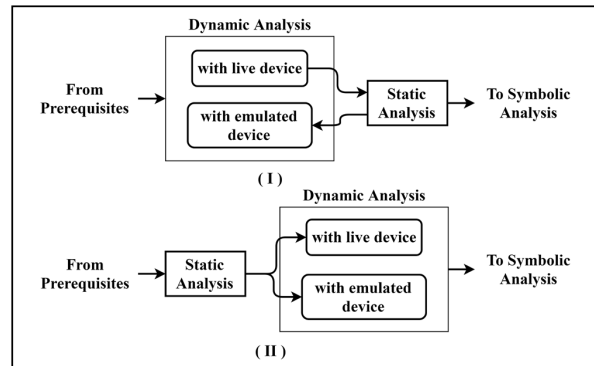 Dynamic Analysis
with live device
From
Prerequisites
with emulated
device
Static
Analysis
To Symbolic
Analysis
( I )
Dynamic Analysis
From
Prerequisites
Static
Analysis
with live device
with emulated
device
To Symbolic
Analysis
( II )